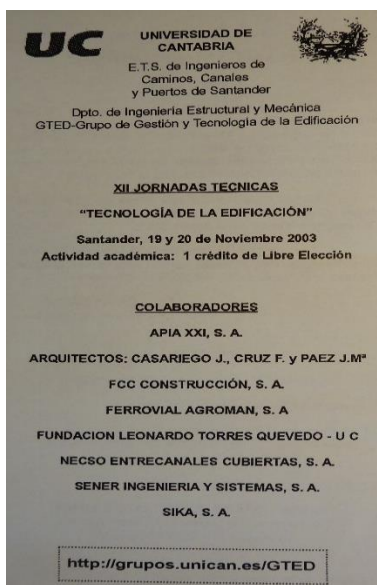 UC
UNIVERSIDAD DE
CANTABRIA
E.T.S. de Ingenieros de
Caminos, Canales
y Puertos de Santander
Dpto. de Ingeniería Estructural y Mecánica
GTED-Grupo de Gestión y Tecnología de la Edificación
XII JORNADAS TECNICAS
“TECNOLOGÍA DE LA EDIFICACIÓN”
Santander, 19 y 20 de Noviembre 2003
Actividad académica: 1 crédito de Libre Elección
COLABORADORES
APIA XXI, S. A.
ARQUITECTOS: CASARIEGO J., CRUZ F. y PAEZ J.Mª
FCC CONSTRUCCIÓN, S. A.
FERROVIAL AGROMAN, S. A
FUNDACION LEONARDO TORRES QUEVEDO - U C
NECSO ENTRECANALES CUBIERTAS, S. A.
SENER INGENIERIA Y SISTEMAS, S. A.
SIKA, S. A.
http://grupos.unican.es/GTED